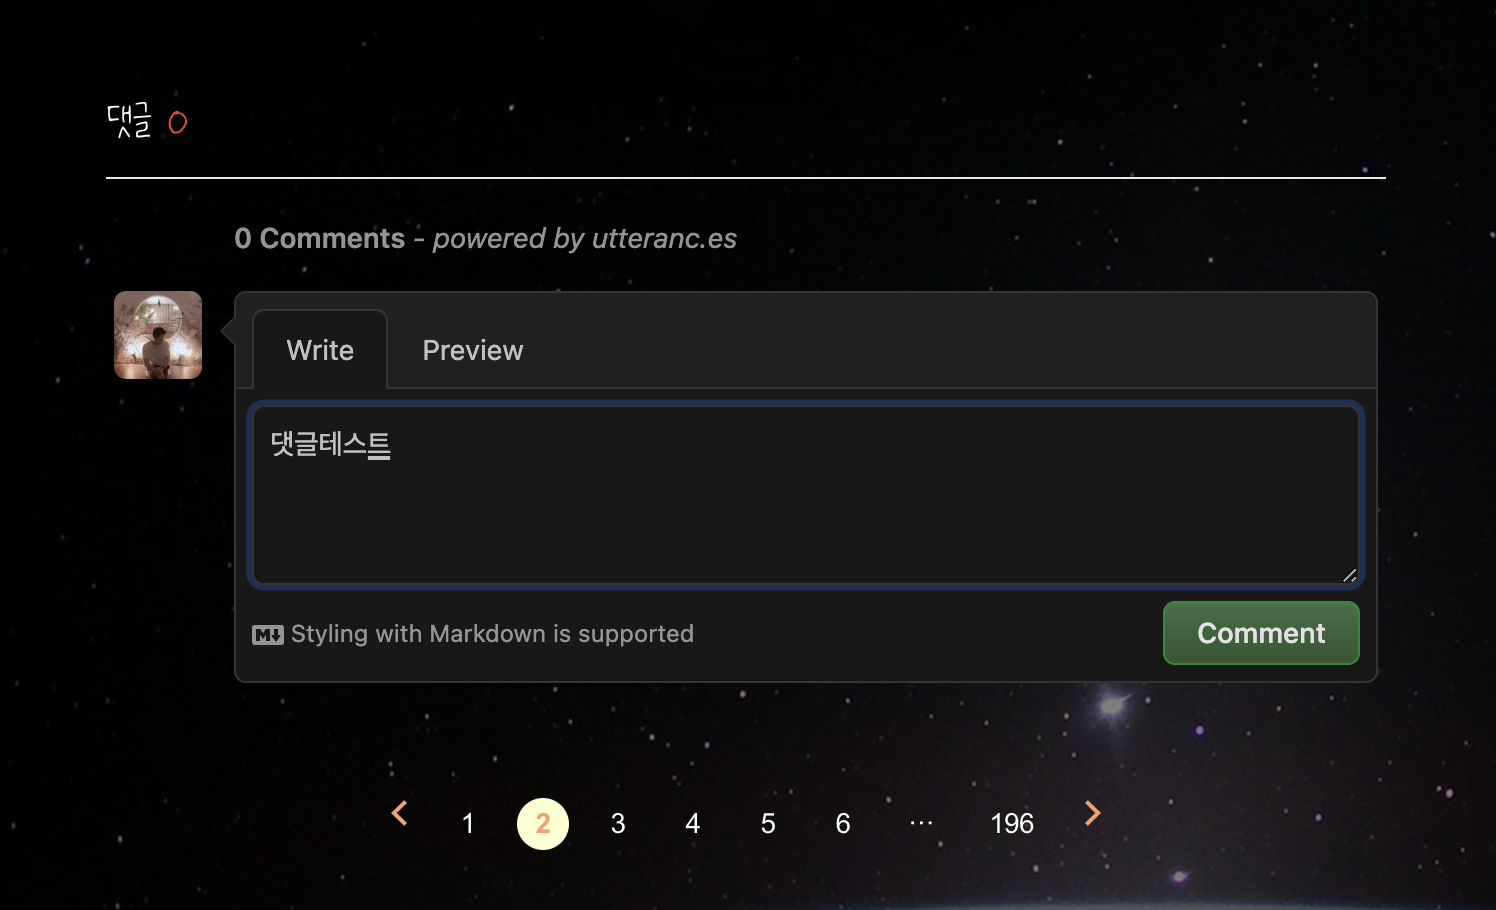 댓글 0
0 Comments - powered by utteranc.es
Write Preview
댓글테스트
Styling with Markdown is supported
Comment
1 2 3 4 5 6 ... 196